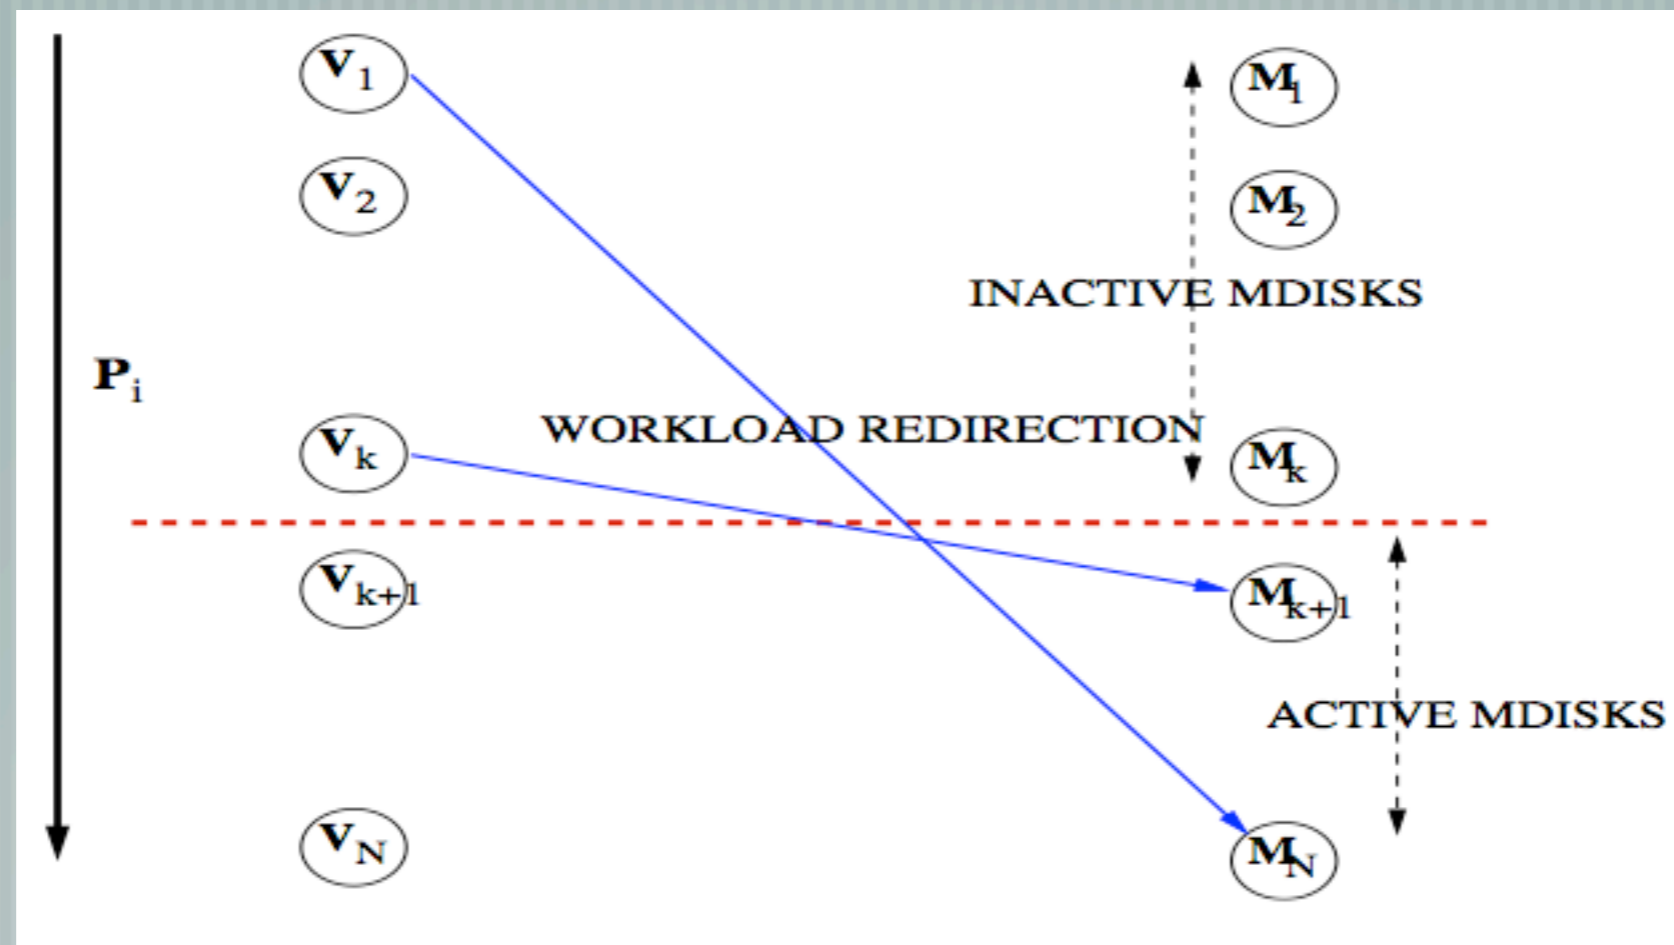 V1
M1
V2
M2
INACTIVE MDISKS
Pi
WORKLOAD REDIRECTION
Vk
Mk
Vk+1
Mk+1
ACTIVE MDISKS
VN
MN